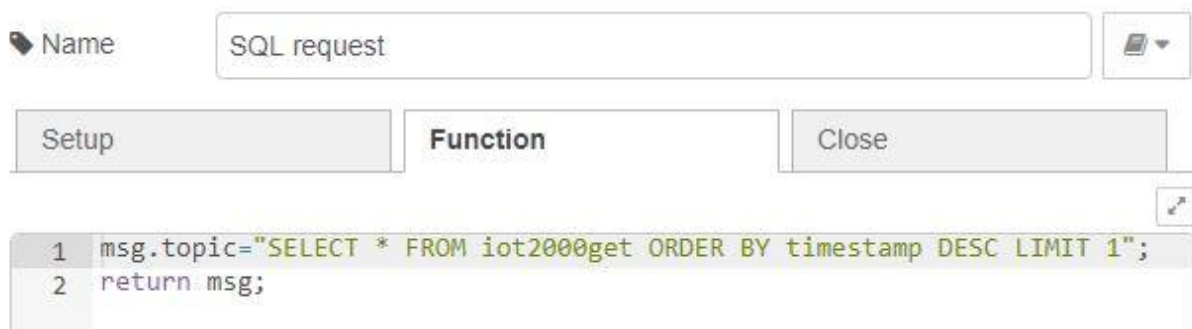 Name
SQL request
Setup
Function
Close
1 msg.topic="SELECT * FROM iot2000get ORDER BY timestamp DESC LIMIT 1";
2 return msg;